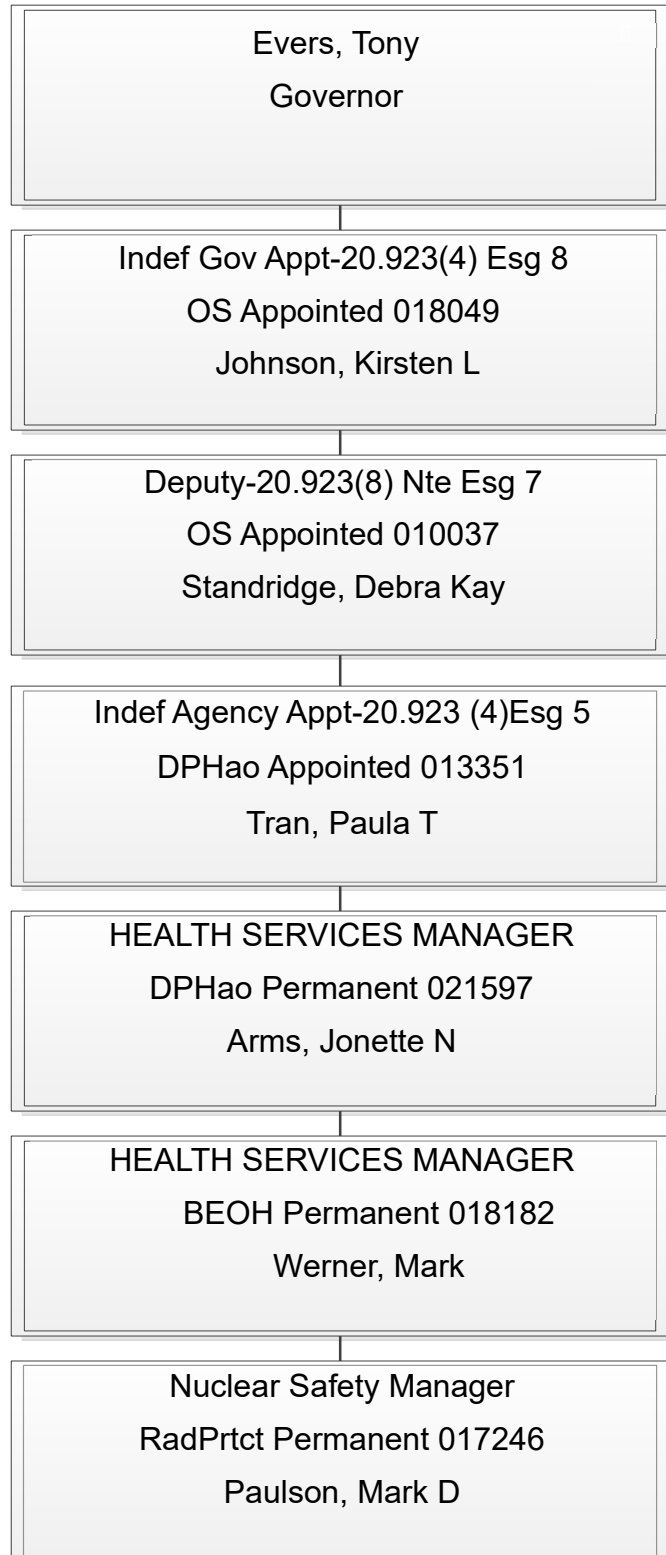 Evers, Tony
Governor
Indef Gov Appt-20.923(4) Esg 8
OS Appointed 018049
Johnson, Kirsten L
Deputy-20.923(8) Nte Esg 7
OS Appointed 010037
Standridge, Debra Kay
Indef Agency Appt-20.923 (4)Esg 5
DPHao Appointed 013351
Tran, Paula T
HEALTH SERVICES MANAGER
DPHao Permanent 021597
Arms, Jonette N
HEALTH SERVICES MANAGER
BEOH Permanent 018182
Werner, Mark
Nuclear Safety Manager
RadPrtct Permanent 017246
Paulson, Mark D